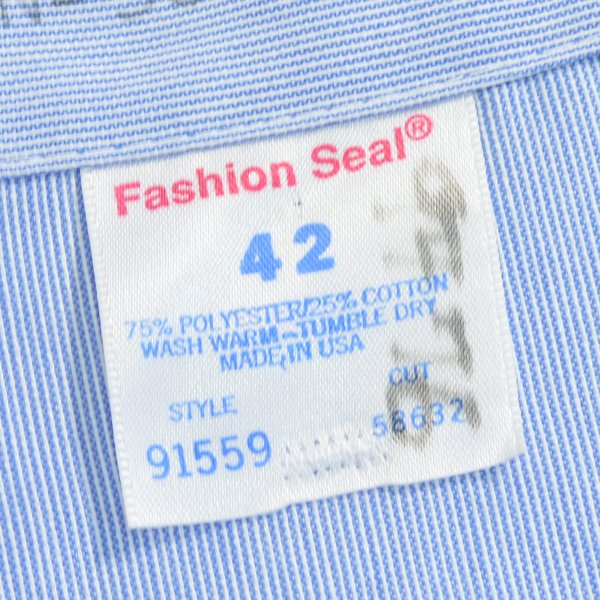 Fashion Seal®
42
75% POLYESTER/25% COTTON
WASH WARM-TUMBLE DRY
MADE IN USA
STYLE CUT
91559 58632